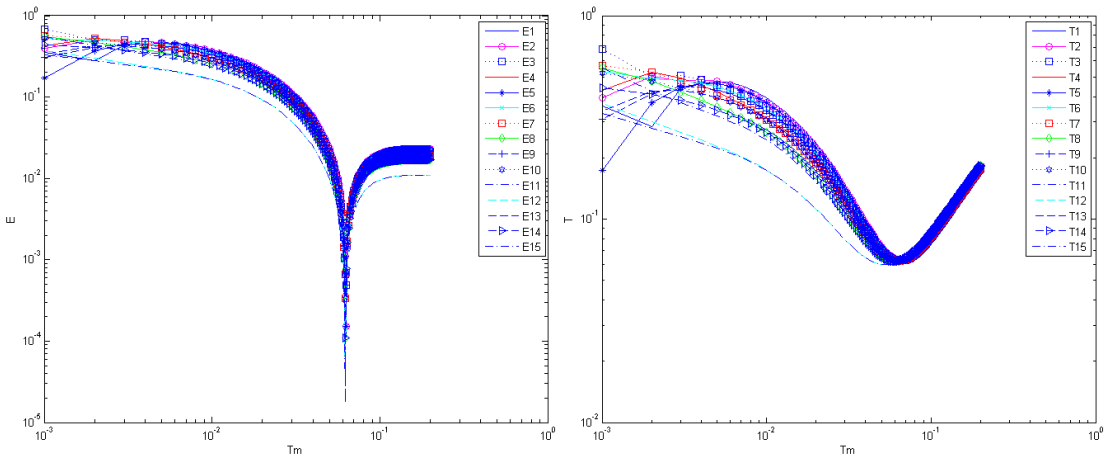 10^0
10^-1
10^-2
10^-3
10^-4
10^-5
E
10^-3
10^-2
10^-1
10^0
Tm
E1
E2
E3
E4
E5
E6
E7
E8
E9
E10
E11
E12
E13
E14
E15
10^0
10^-1
10^-2
T
10^-3
10^-2
10^-1
10^0
Tm
T1
T2
T3
T4
T5
T6
T7
T8
T9
T10
T11
T12
T13
T14
T15